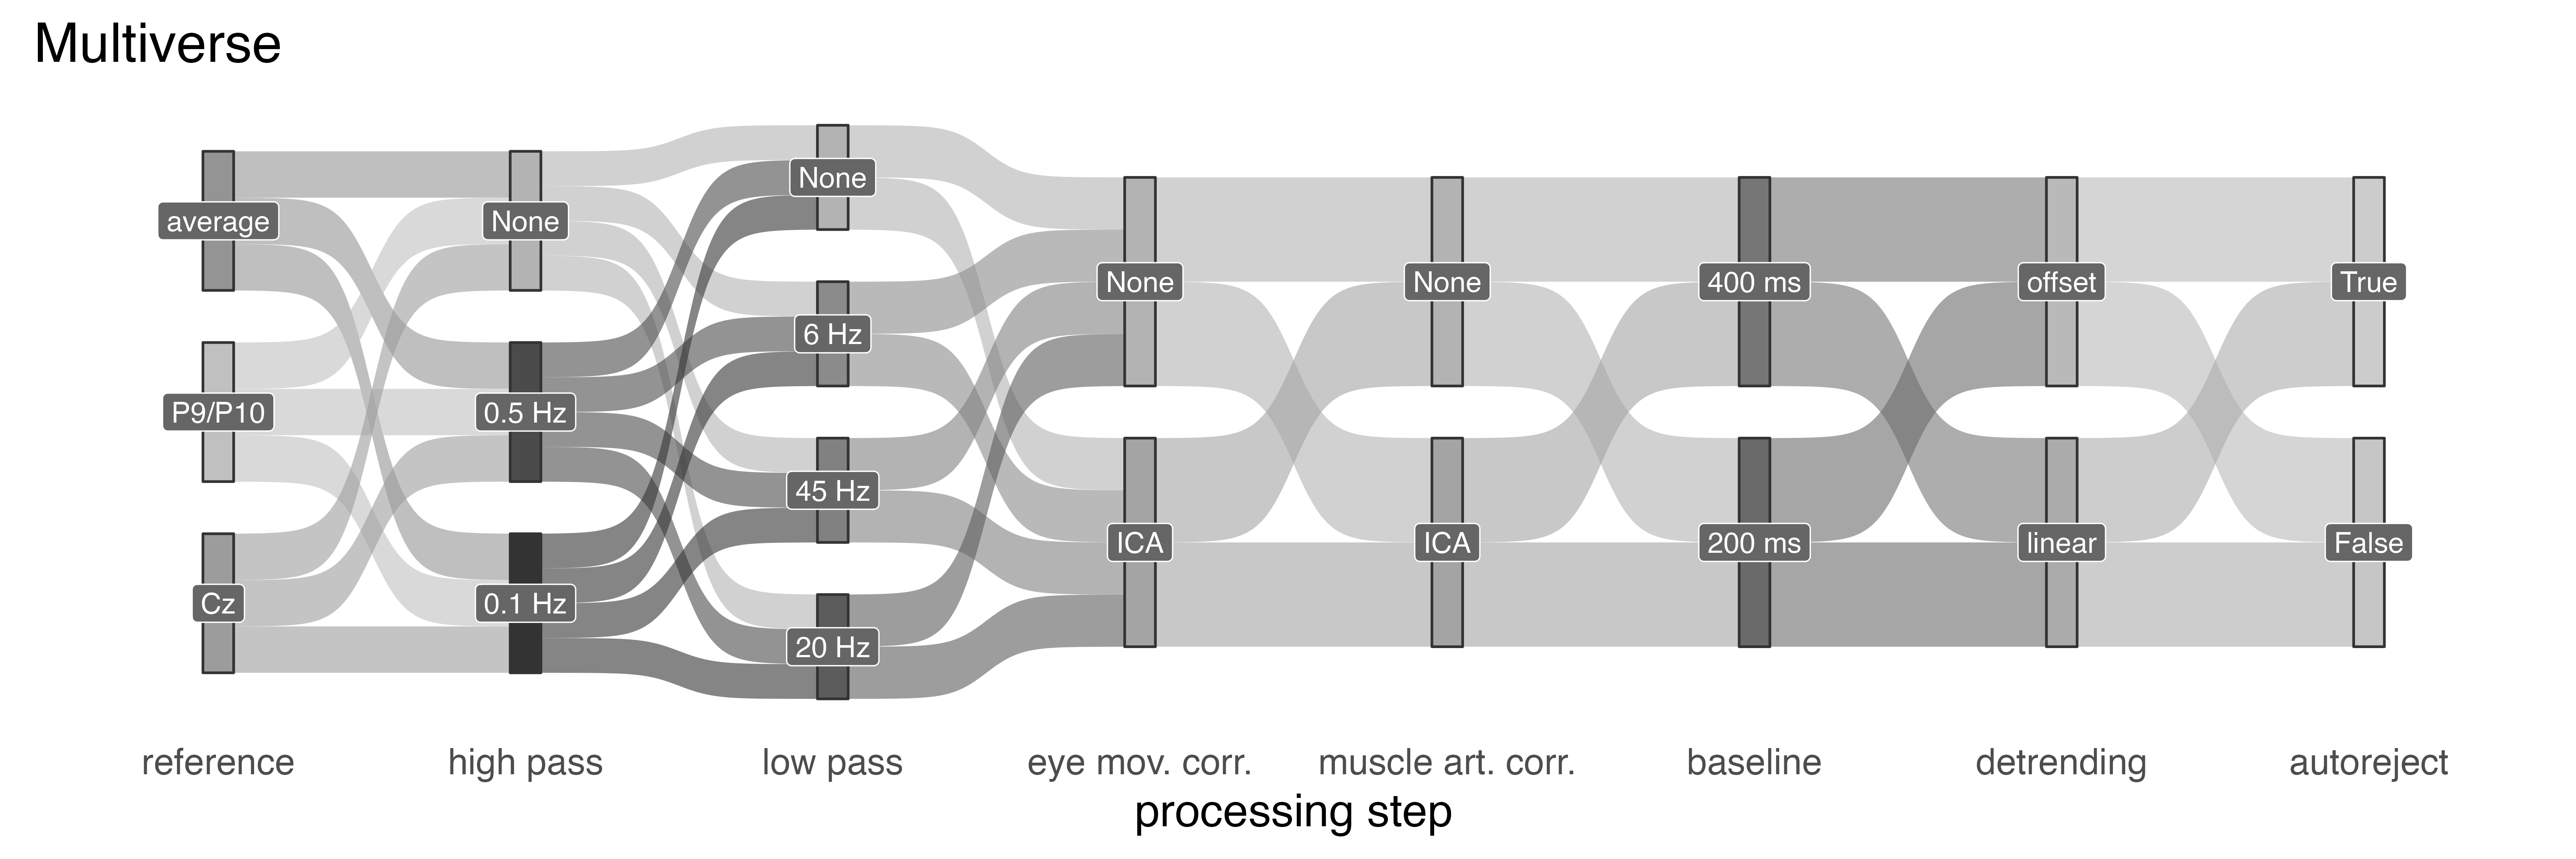 Multiverse
average
P9/P10
Cz
None
0.5 Hz
0.1 Hz
None
6 Hz
45 Hz
20 Hz
None
ICA
None
ICA
400 ms
200 ms
offset
linear
True
False
reference
high pass
low pass
eye mov. corr.
muscle art. corr.
baseline
detrending
autoreject
processing step